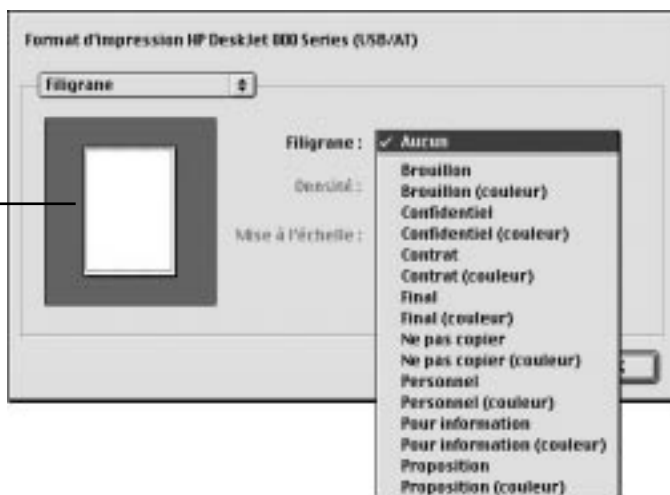 Format d'impression HP DeskJet 800 Series (USB/AT)
Filigrane
Filigrane : ✓ Aucun
Densité :
Mise à l'échelle :
Brouillon
Brouillon (couleur)
Confidentiel
Confidentiel (couleur)
Contrat
Contrat (couleur)
Final
Final (couleur)
Ne pas copier
Ne pas copier (couleur)
Personnel
Personnel (couleur)
Pour information
Pour information (couleur)
Proposition
Proposition (couleur)